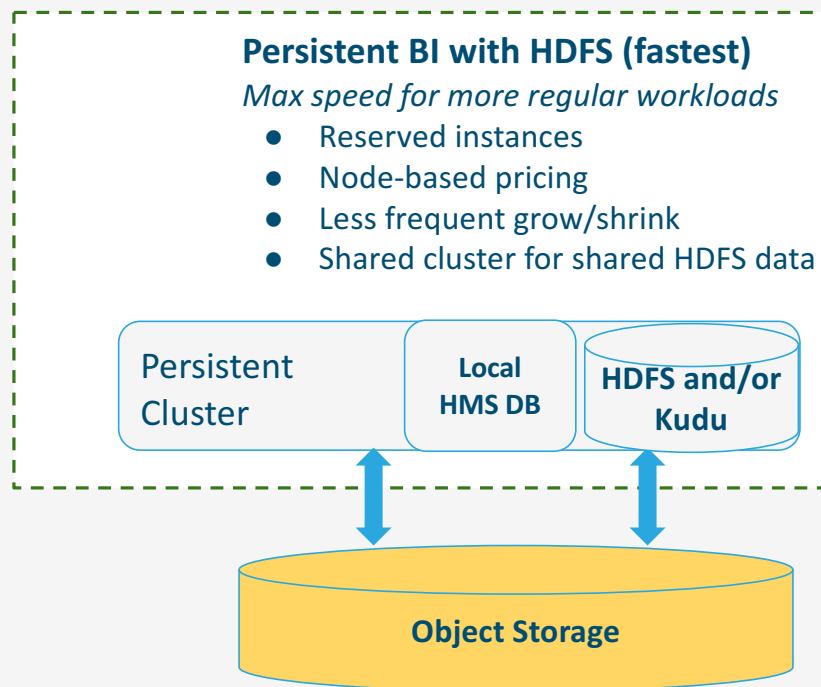 Persistent BI with HDFS (fastest)
Max speed for more regular workloads
● Reserved instances
● Node-based pricing
● Less frequent grow/shrink
● Shared cluster for shared HDFS data
Persistent
Cluster
Local
HMS DB
HDFS and/or
Kudu
Object Storage